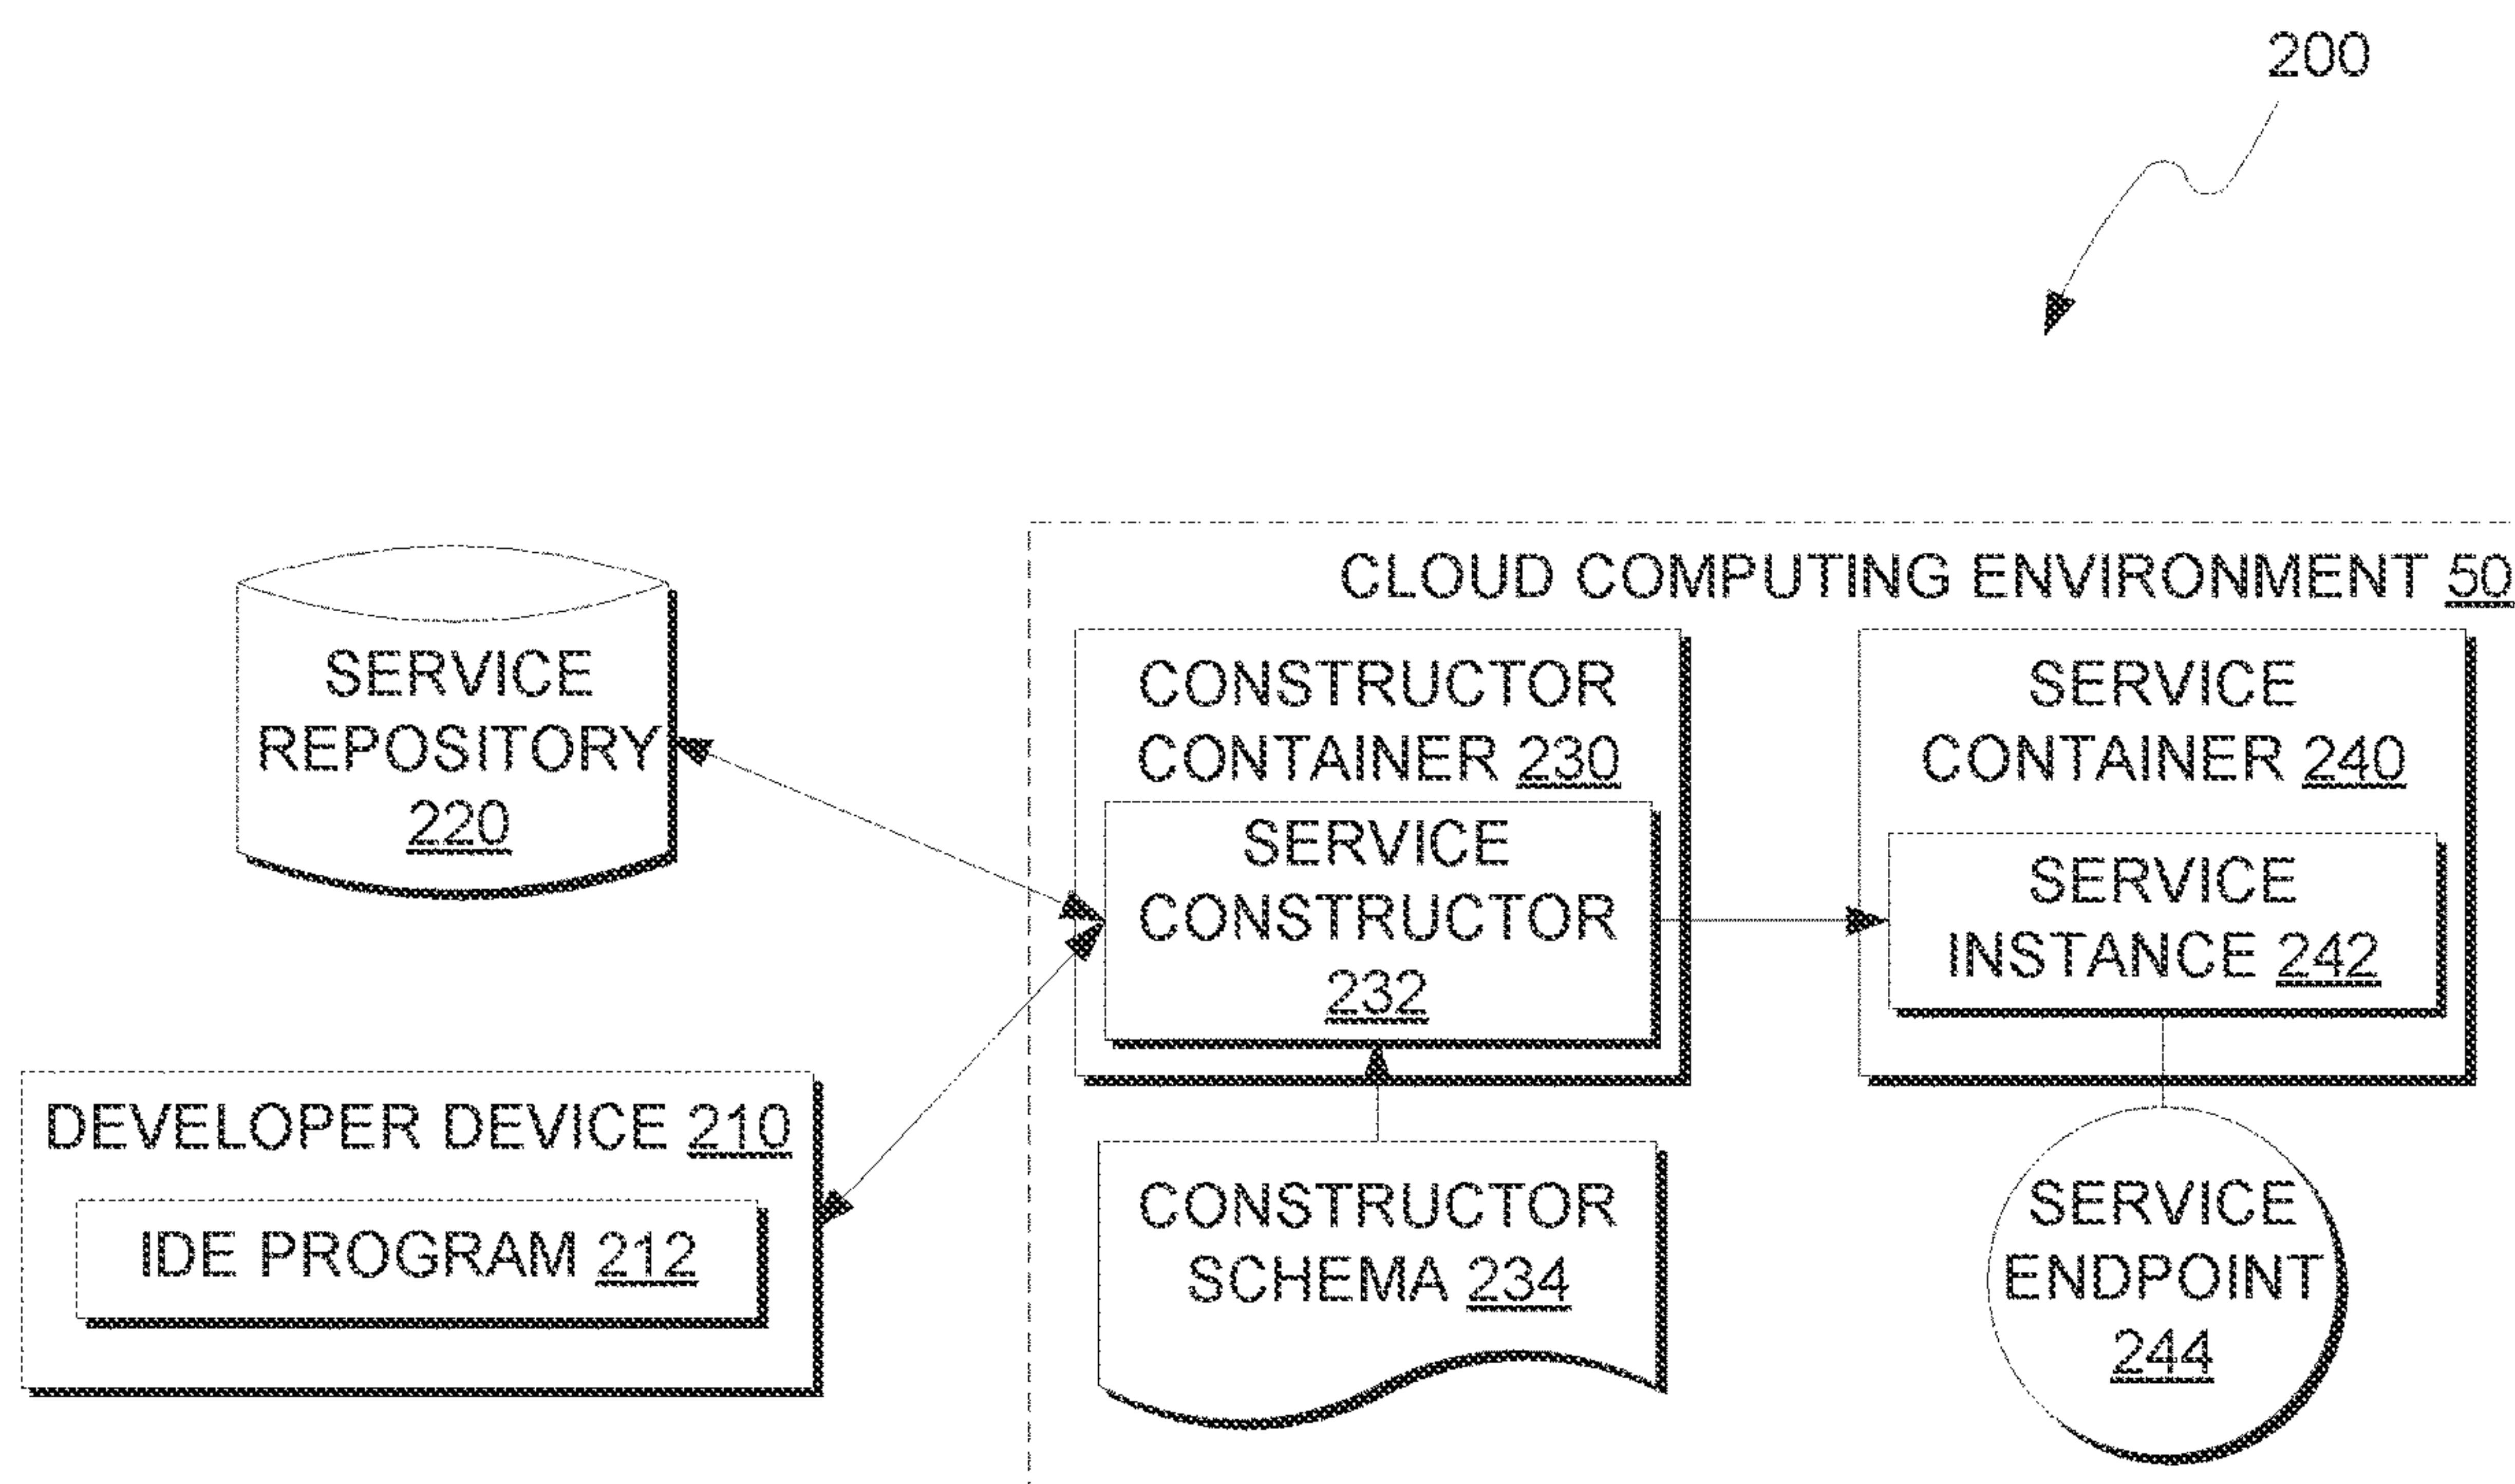 200
CLOUD COMPUTING ENVIRONMENT 50
SERVICE
REPOSITORY
220
CONSTRUCTOR
CONTAINER 230
SERVICE
CONSTRUCTOR
232
SERVICE
CONTAINER 240
SERVICE
INSTANCE 242
DEVELOPER DEVICE 210
IDE PROGRAM 212
CONSTRUCTOR
SCHEMA 234
SERVICE
ENDPOINT
244